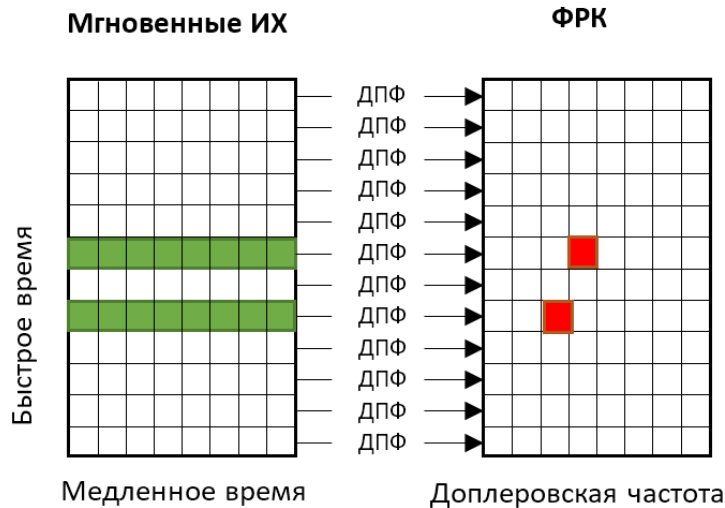 Мгновенные ИХ
ФРК
ДПФ
ДПФ
ДПФ
ДПФ
ДПФ
ДПФ
ДПФ
ДПФ
ДПФ
ДПФ
ДПФ
ДПФ
Быстрое время
Медленное время
Доплеровская частота